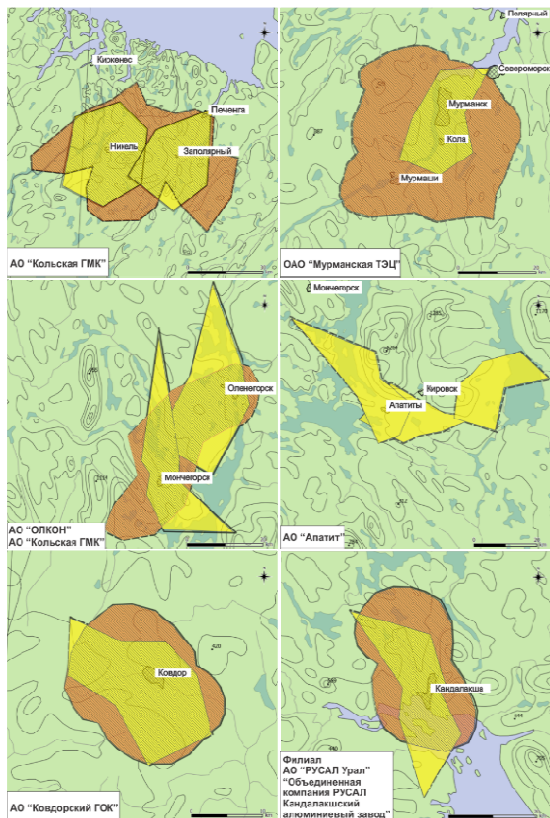 Киркенес
Печенга
Никель
Заполярный
АО "Кольская ГМК"
Полярный
Североморск
Мурманск
Кола
Мурмаши
ОАО "Мурманская ТЭЦ"
Оленегорск
Мончегорск
АО "ОЛКОН"
АО "Кольская ГМК"
Мончегорск
Кировск
Апатиты
АО "Апатит"
Ковдор
АО "Ковдорский ГОК"
Кандалакша
Филиал
АО "РУСАЛ Урал"
"Объединенная
компания РУСАЛ
Кандалакшский
алюминиевый завод"